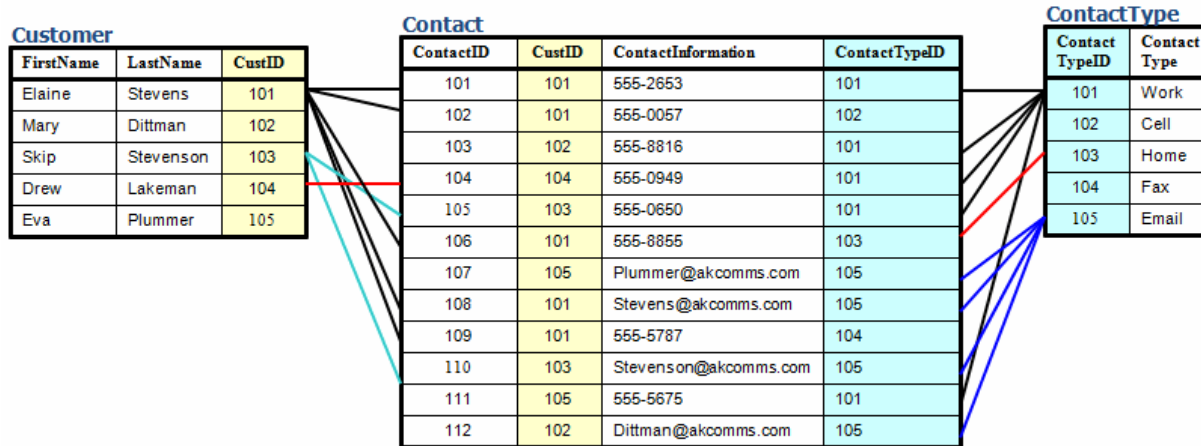 Customer
FirstName LastName CustID
Elaine Stevens 101
Mary Dittman 102
Skip Stevenson 103
Drew Lakeman 104
Eva Plummer 105
Contact
ContactID CustID ContactInformation ContactTypeID
101 101 555-2653 101
102 101 555-0057 102
103 102 555-8816 101
104 104 555-0949 101
105 103 555-0650 101
106 101 555-8855 103
107 105 Plummer@akcomms.com 105
108 101 Stevens@akcomms.com 105
109 101 555-5787 104
110 103 Stevenson@akcomms.com 105
111 105 555-5675 101
112 102 Dittman@akcomms.com 105
ContactType
Contact TypeID Contact Type
101 Work
102 Cell
103 Home
104 Fax
105 Email